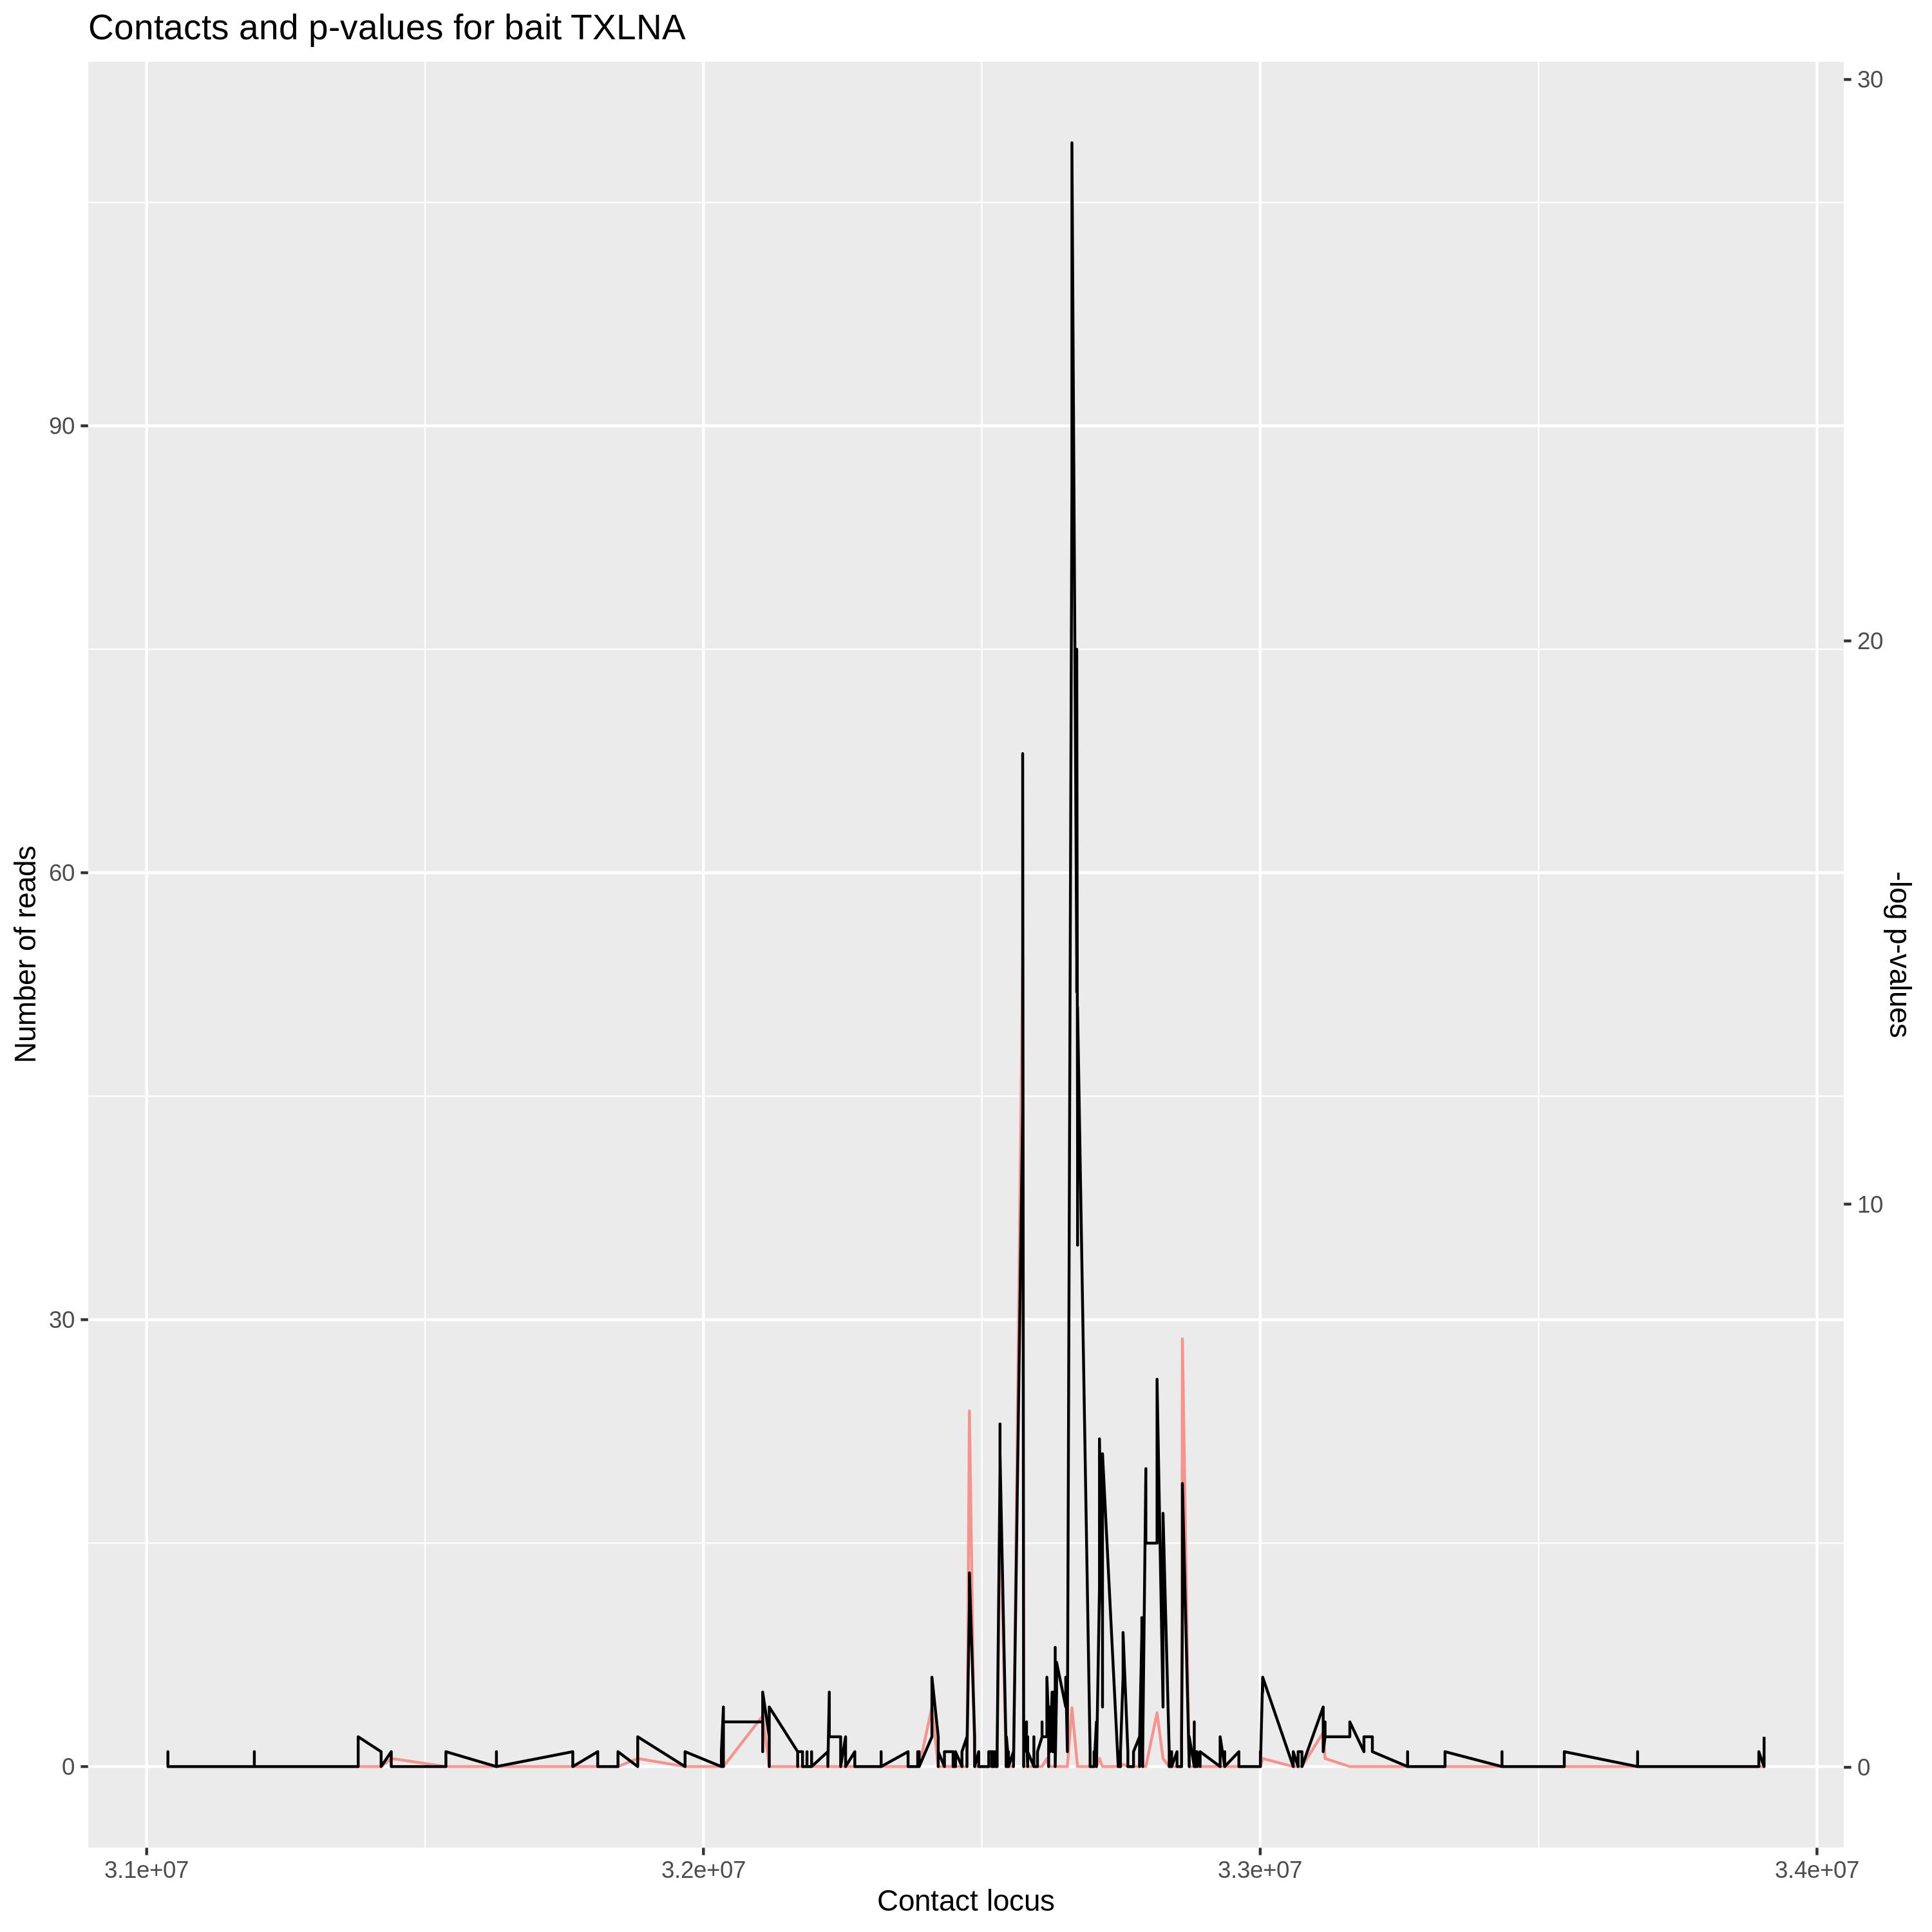 Contacts and p-values for bait TXLNA
30
90
20
60
Number of reads
-log p-values
10
30
0
0
3.1e+07 3.2e+07 3.3e+07 3.4e+07
Contact locus